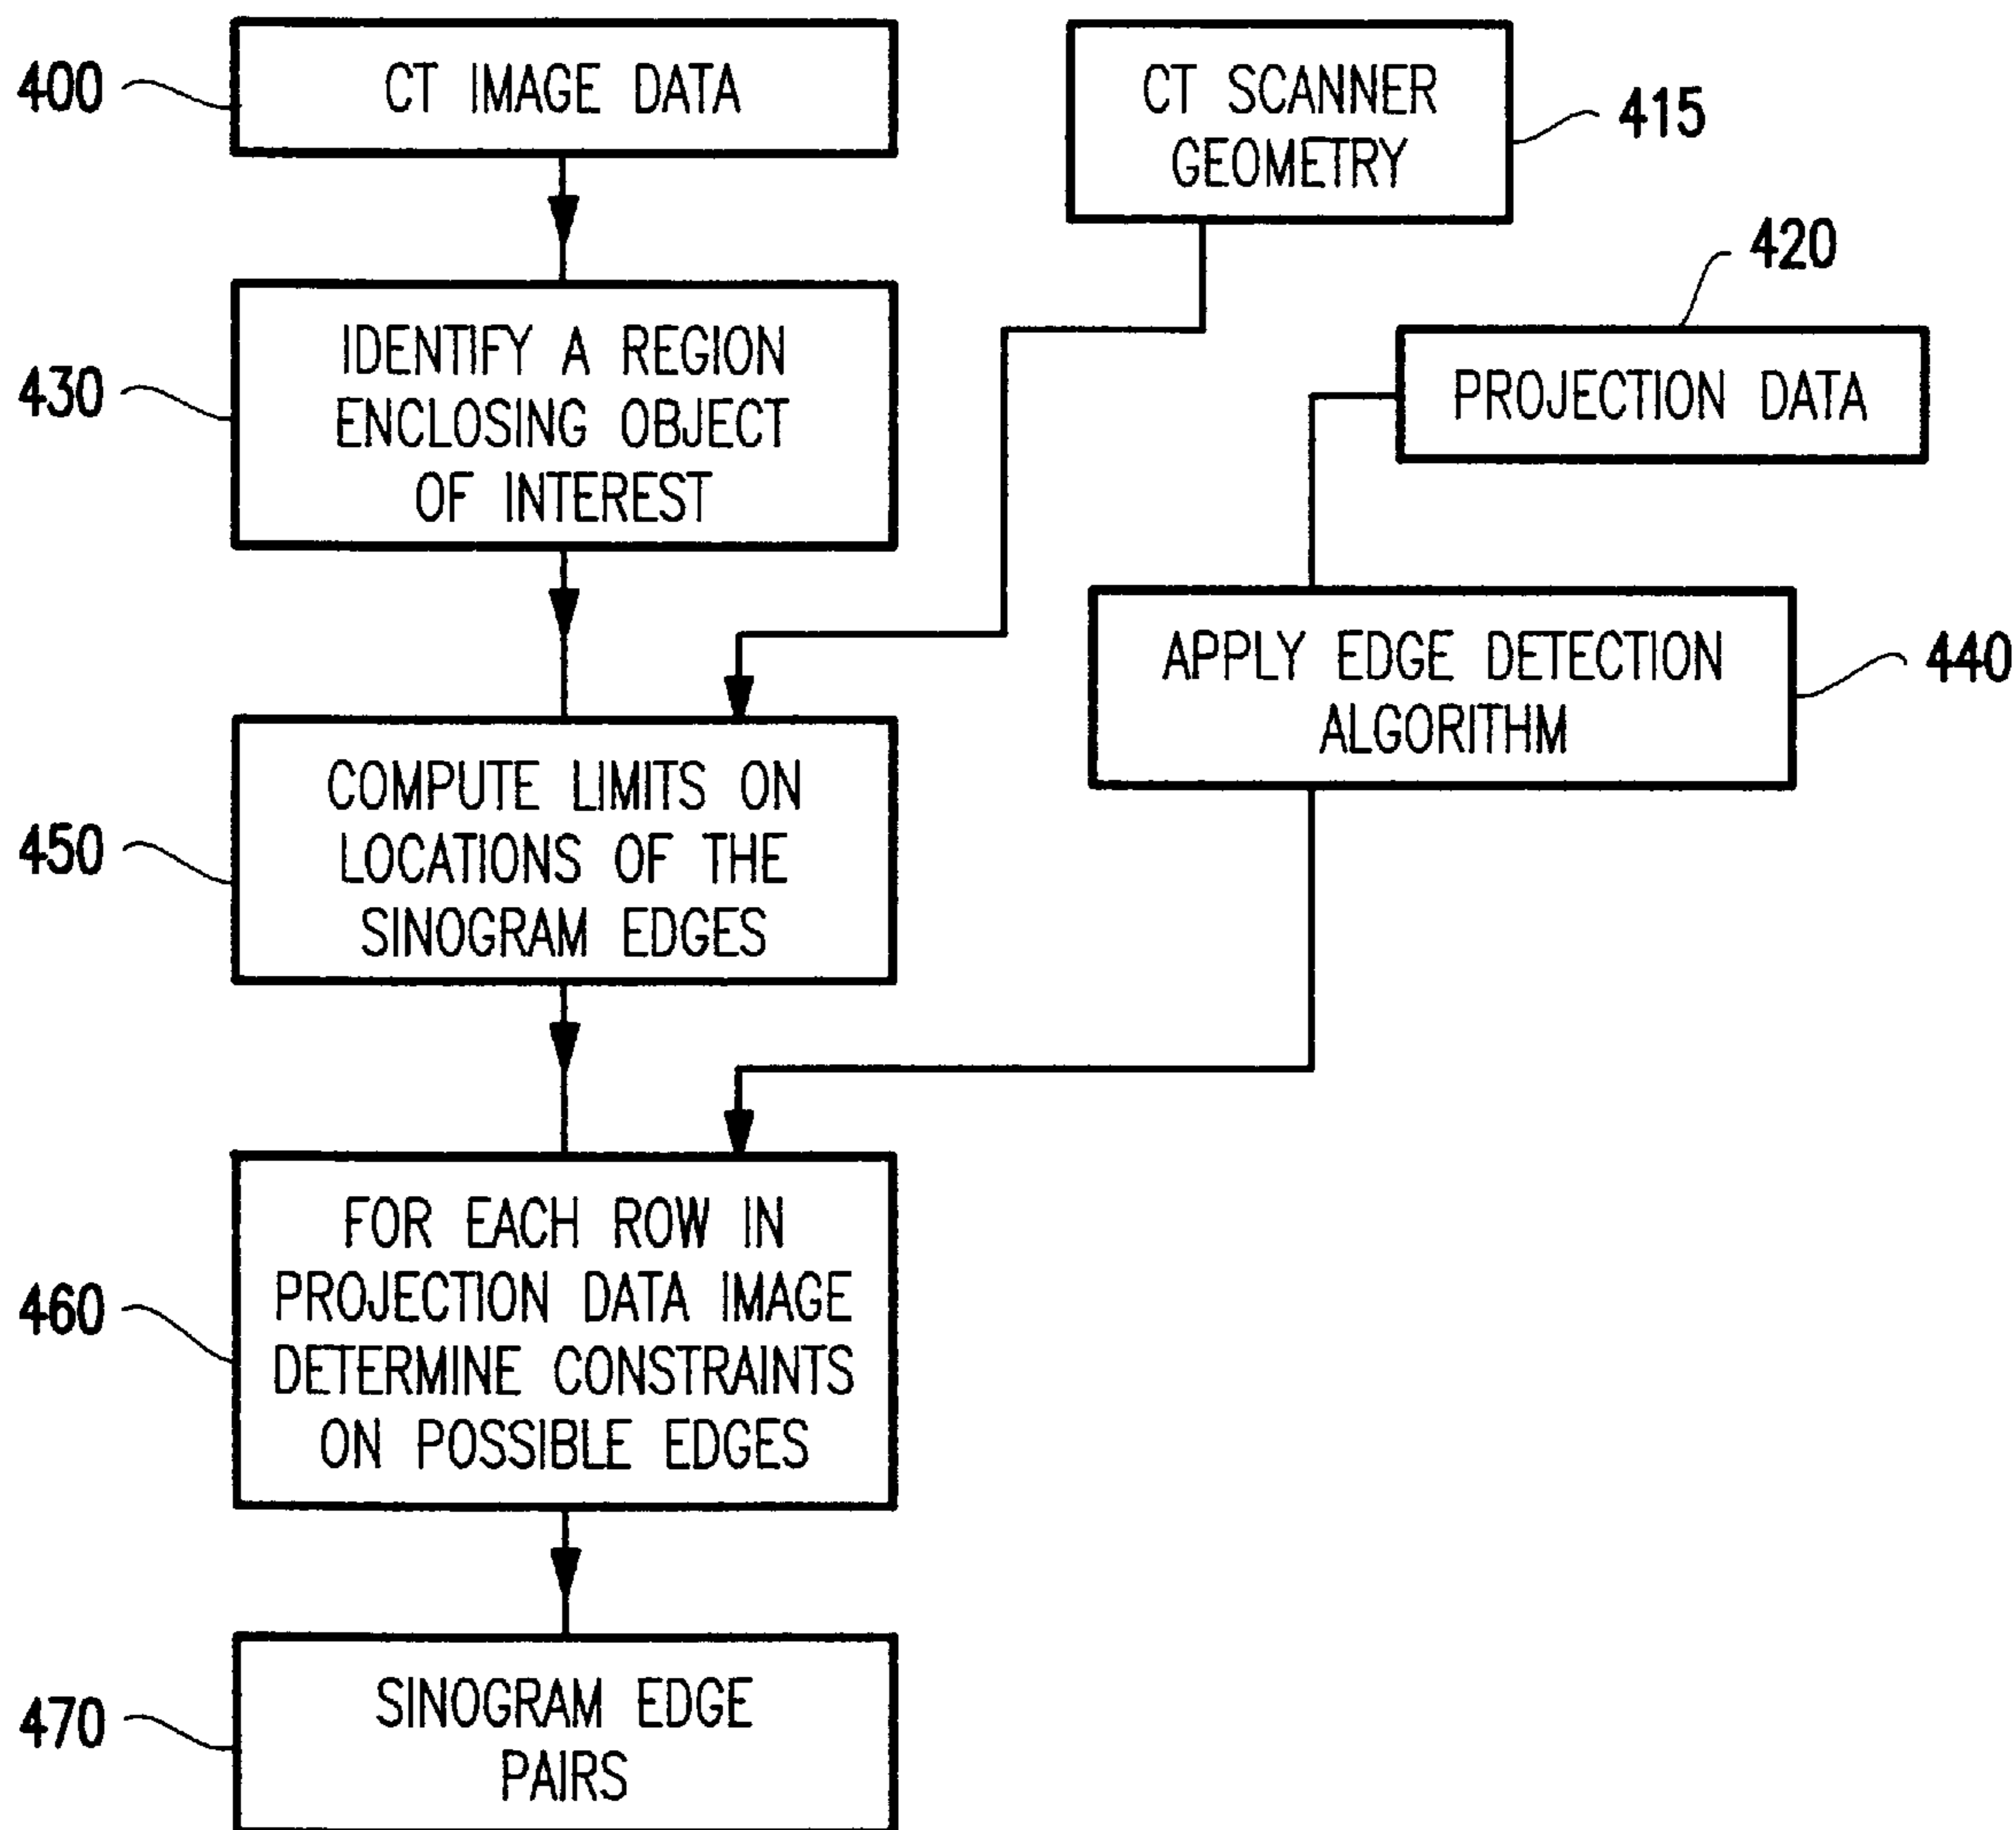 400
CT IMAGE DATA
CT SCANNER
GEOMETRY
415
420
PROJECTION DATA
430
IDENTIFY A REGION
ENCLOSING OBJECT
OF INTEREST
APPLY EDGE DETECTION
ALGORITHM
440
450
COMPUTE LIMITS ON
LOCATIONS OF THE
SINOGRAM EDGES
460
FOR EACH ROW IN
PROJECTION DATA IMAGE
DETERMINE CONSTRAINTS
ON POSSIBLE EDGES
470
SINOGRAM EDGE
PAIRS